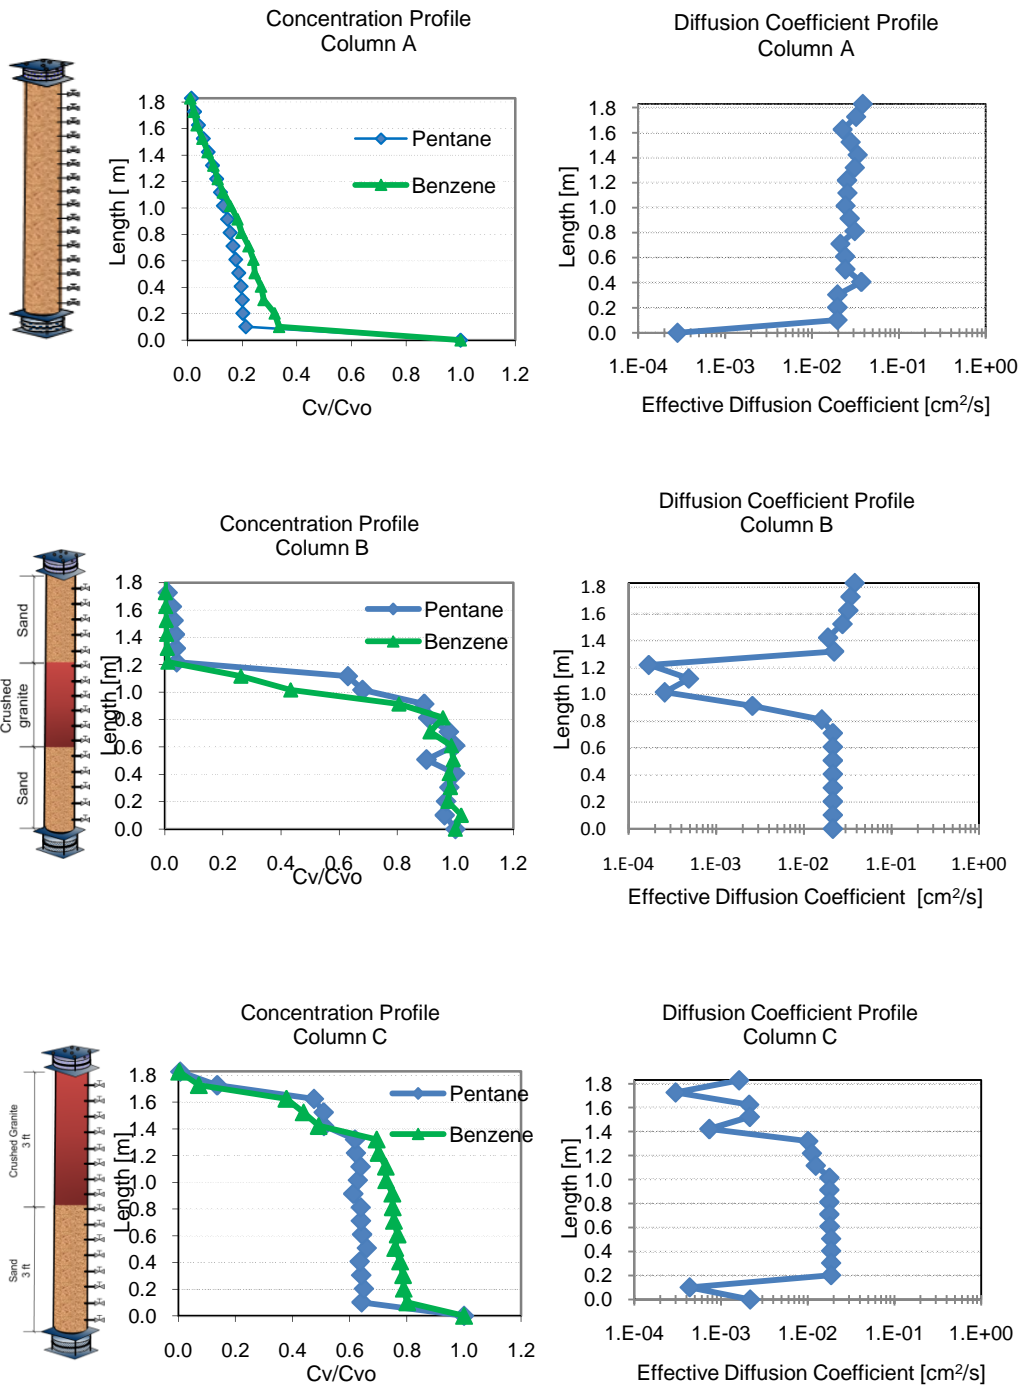 Concentration Profile
Column A
Length [m]
1.8
1.6
1.4
1.2
1.0
0.8
0.6
0.4
0.2
0.0
Pentane
Benzene
0.0 0.2 0.4 0.6 0.8 1.0 1.2
Cv/Cvo
Diffusion Coefficient Profile
Column A
Length [m]
1.8
1.6
1.4
1.2
1.0
0.8
0.6
0.4
0.2
0.0
1.E-04 1.E-03 1.E-02 1.E-01 1.E+00
Effective Diffusion Coefficient [cm²/s]
Sand
Crushed
granite
Sand
Concentration Profile
Column B
Length [m]
1.8
1.6
1.4
1.2
1.0
0.8
0.6
0.4
0.2
0.0
Pentane
Benzene
0.0 0.2 0.4 0.6 0.8 1.0 1.2
Cv/Cvo
Diffusion Coefficient Profile
Column B
Length [m]
1.8
1.6
1.4
1.2
1.0
0.8
0.6
0.4
0.2
0.0
1.E-04 1.E-03 1.E-02 1.E-01 1.E+00
Effective Diffusion Coefficient [cm²/s]
Crushed Granite
3 ft
Sand
3 ft
Concentration Profile
Column C
Length [m]
1.8
1.6
1.4
1.2
1.0
0.8
0.6
0.4
0.2
0.0
Pentane
Benzene
0.0 0.2 0.4 0.6 0.8 1.0 1.2
Cv/Cvo
Diffusion Coefficient Profile
Column C
Length [m]
1.8
1.6
1.4
1.2
1.0
0.8
0.6
0.4
0.2
0.0
1.E-04 1.E-03 1.E-02 1.E-01 1.E+00
Effective Diffusion Coefficient [cm²/s]